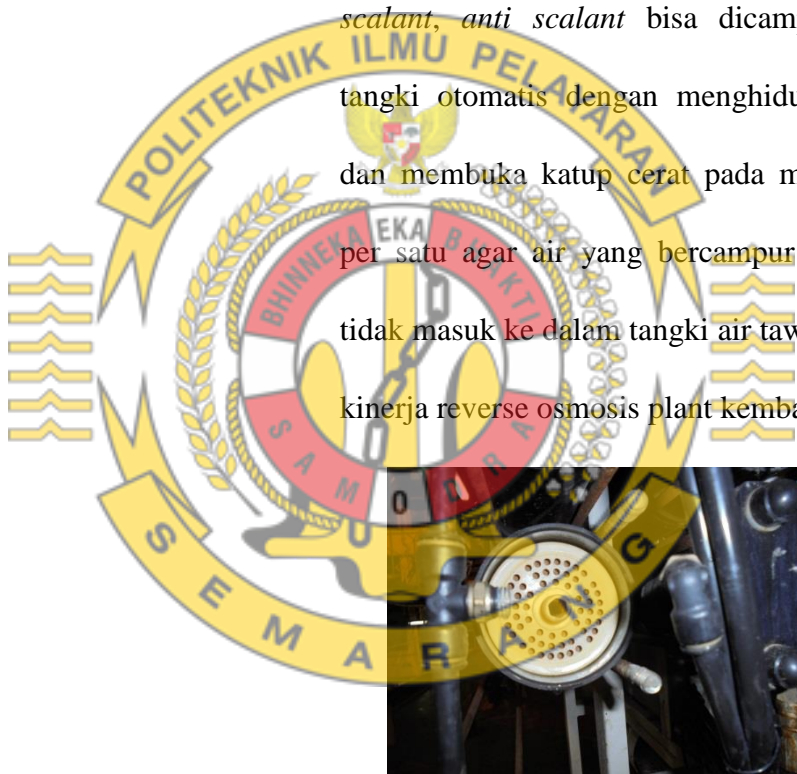 scalant, anti scalant bisa dicam
tangki otomatis dengan menghidu
dan membuka katup cerat pada m
per satu agar air yang bercampur
tidak masuk ke dalam tangki air taw
kinerja reverse osmosis plant kemba
POLITEKNIK ILMU PELAYARAN
BHINNEKA EKA BHAKTI
SAMODRA
SEMARANG